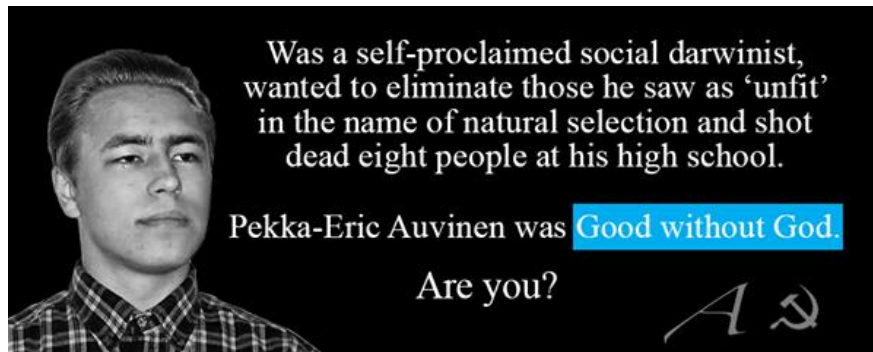 Was a self-proclaimed social darwinist,
wanted to eliminate those he saw as ‘unfit’
in the name of natural selection and shot
dead eight people at his high school.
Pekka-Eric Auvinen was Good without God.
Are you?
A